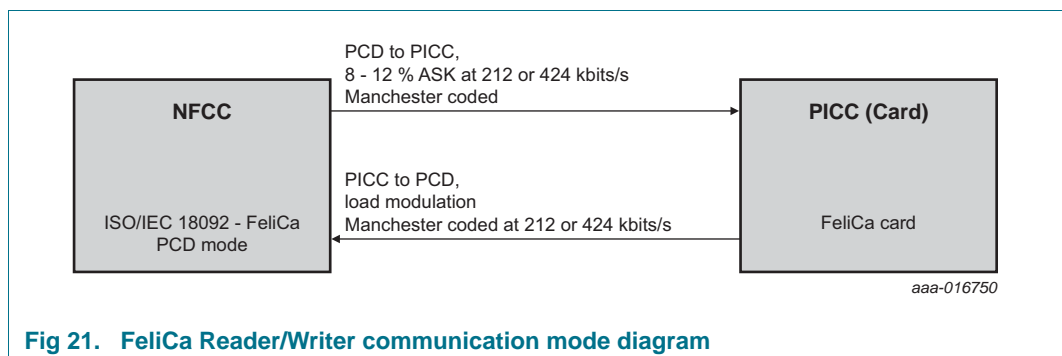 PCD to PICC,
8 - 12 % ASK at 212 or 424 kbits/s
Manchester coded
NFCC
PICC (Card)
PICC to PCD,
load modulation
Manchester coded at 212 or 424 kbits/s
ISO/IEC 18092 - FeliCa
PCD mode
FeliCa card
aaa-016750
Fig 21. FeliCa Reader/Writer communication mode diagram